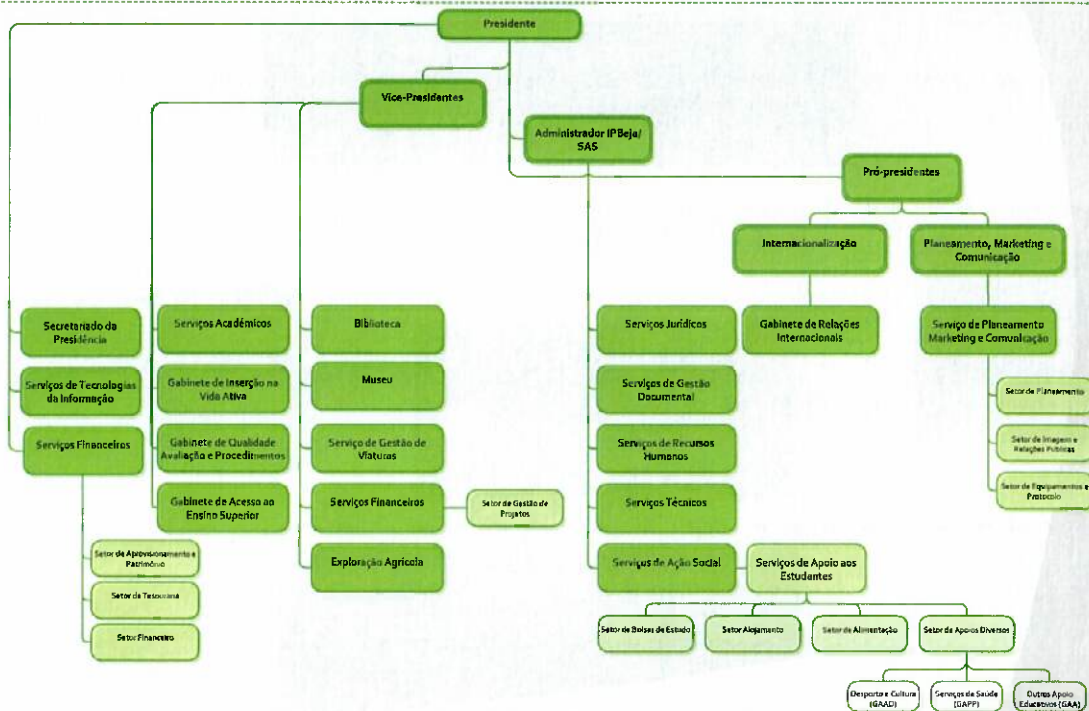 Presidente
Vice-Presidentes
Administrador IPBeja/
SAS
Pró-presidentes
Internacionalização
Planeamento, Marketing e
Comunicação
Secretariado da
Presidência
Serviços Académicos
Biblioteca
Serviços Jurídicos
Gabinete de Relações
Internacionais
Serviço de Planeamento
Marketing e Comunicação
Serviços de Tecnologias
da Informação
Gabinete de Inserção na
Vida Ativa
Museu
Serviços de Gestão
Documental
Setor de Planeamento
Serviços Financeiros
Gabinete de Qualidade
Avaliação e Procedimentos
Serviço de Gestão de
Viaturas
Serviços de Recursos
Humanos
Setor de Imagem e
Relações Públicas
Gabinete de Acesso ao
Ensino Superior
Serviços Financeiros
Setor de Gestão de
Projetos
Serviços Técnicos
Setor de Equipamentos e
Protocolo
Setor de Aprovisionamento e
Património
Exploração Agrícola
Serviços de Ação Social
Serviços de Apoio aos
Estudantes
Setor da Tesouraria
Setor Financeiro
Setor de Bolsas de Estudo
Setor Alojamento
Setor de Alimentação
Setor de Apoios Diversos
Desporto e Cultura
(GAAD)
Serviços de Saúde
(GAPP)
Outros Apoio
Educativos (GAA)